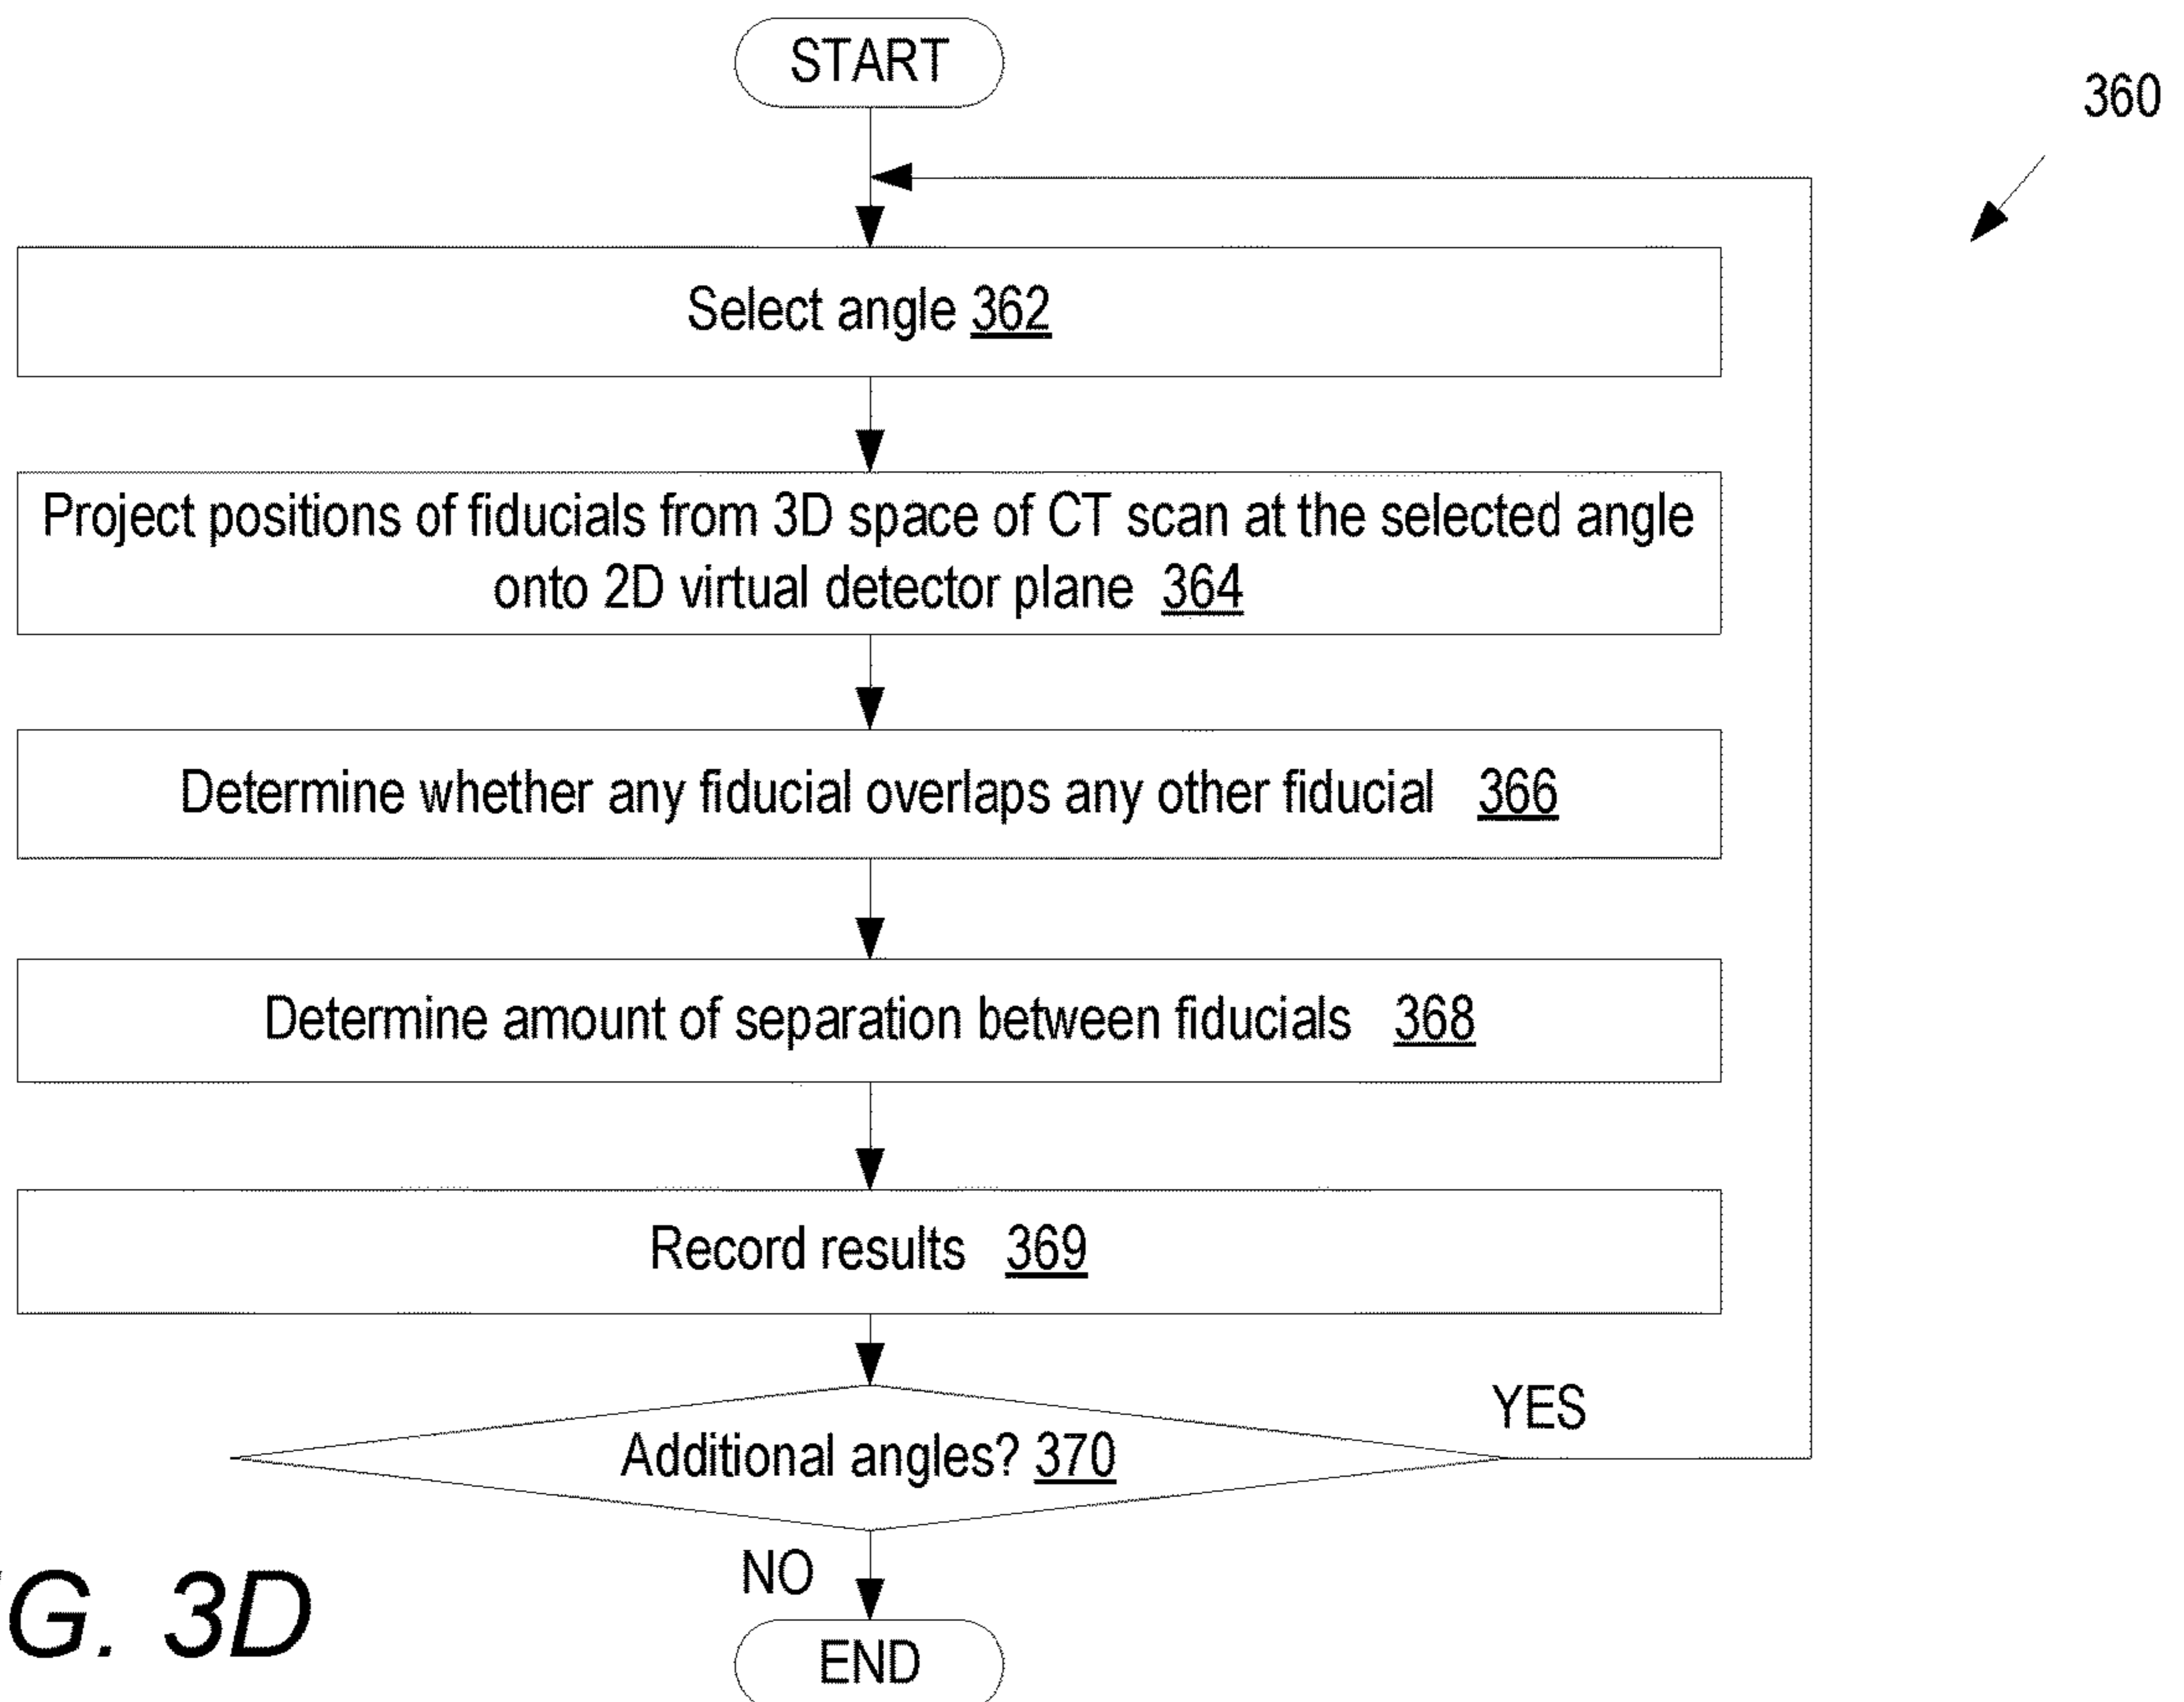 START
360
Select angle 362
Project positions of fiducials from 3D space of CT scan at the selected angle
onto 2D virtual detector plane 364
Determine whether any fiducial overlaps any other fiducial 366
Determine amount of separation between fiducials 368
Record results 369
YES
Additional angles? 370
NO
G. 3D
END